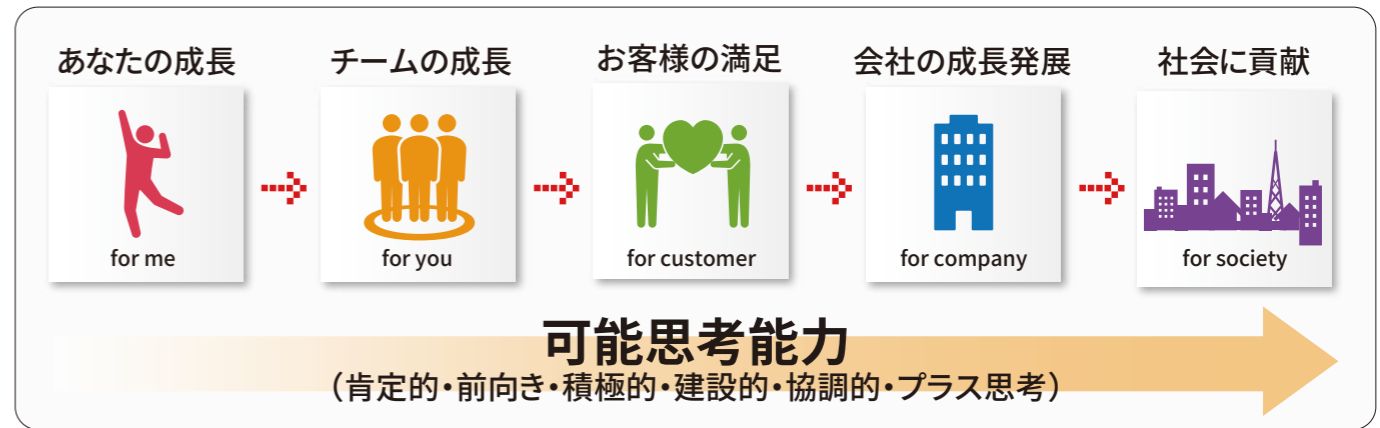 あなたの成長
for me
チームの成長
for you
お客様の満足
for customer
会社の成長発展
for company
社会に貢献
for society
可能思考能力
（肯定的・前向き・積極的・建設的・協調的・プラス思考）